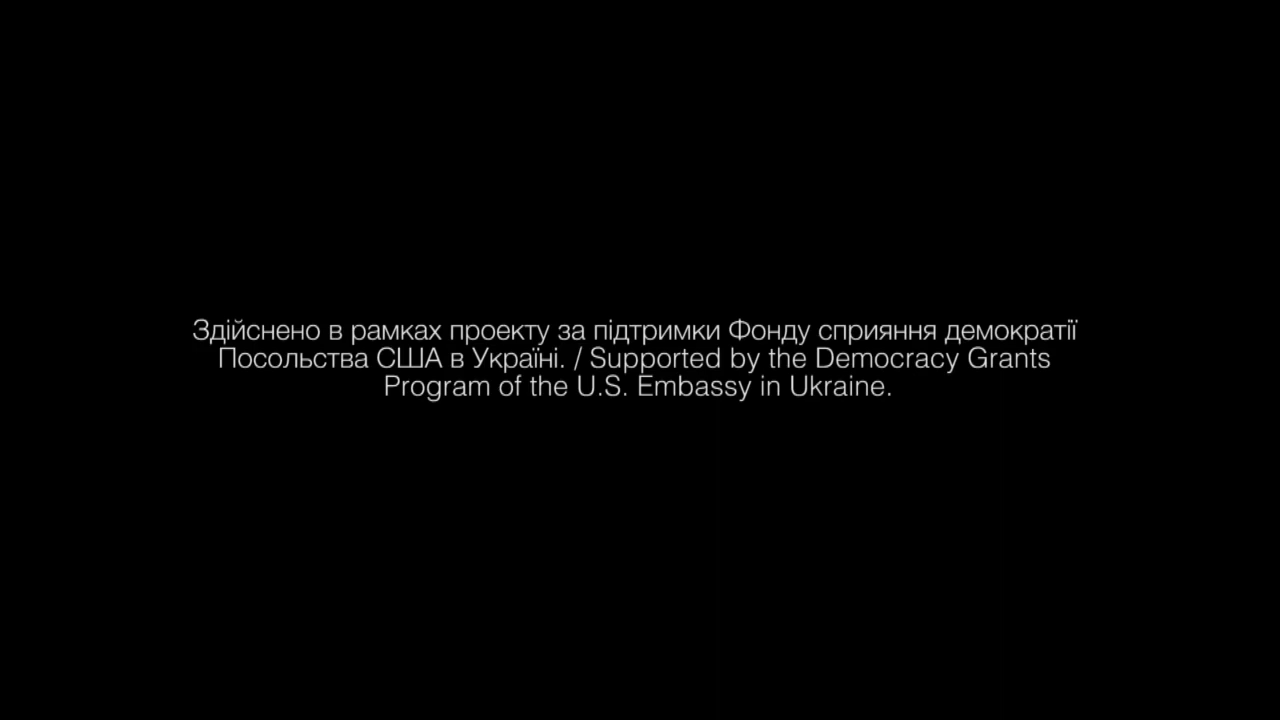 Здійснено в рамках проекту за підтримки Фонду сприяння демократії
Посольства США в Україні. / Supported by the Democracy Grants
Program of the U.S. Embassy in Ukraine.